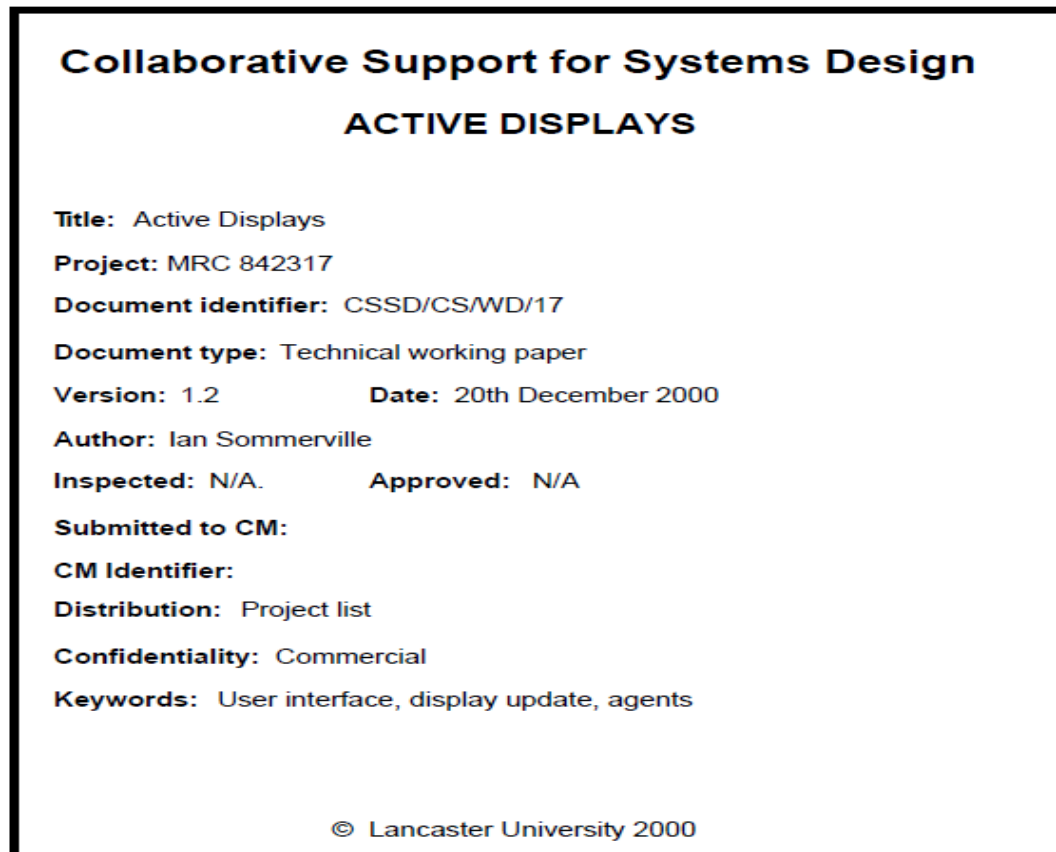 Collaborative Support for Systems Design
ACTIVE DISPLAYS
Title: Active Displays
Project: MRC 842317
Document identifier: CSSD/CS/WD/17
Document type: Technical working paper
Version: 1.2 Date: 20th December 2000
Author: Ian Sommerville
Inspected: N/A. Approved: N/A
Submitted to CM:
CM Identifier:
Distribution: Project list
Confidentiality: Commercial
Keywords: User interface, display update, agents
© Lancaster University 2000